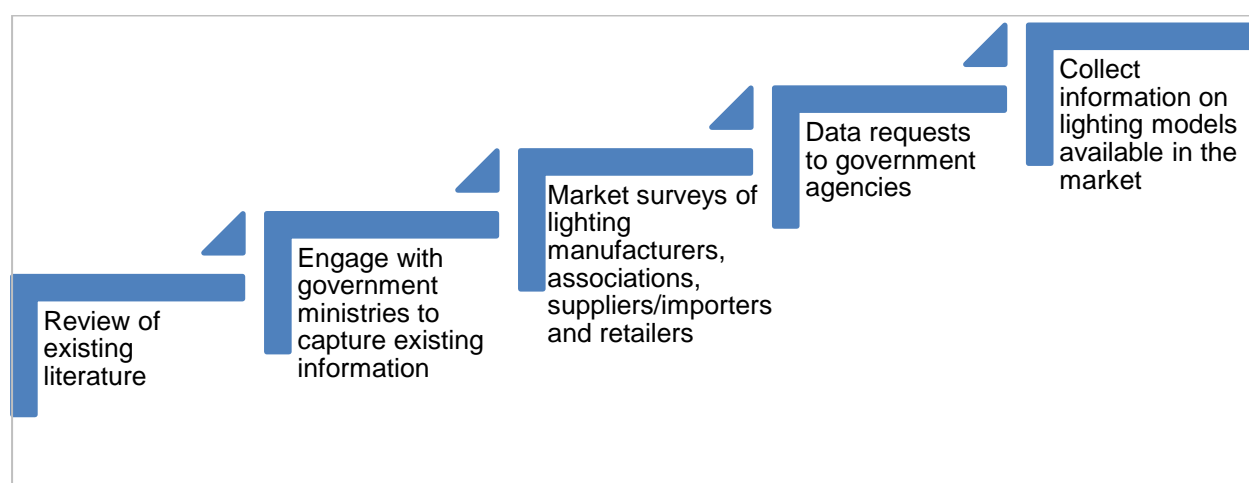 Review of
existing
literature
Engage with
government
ministries to
capture existing
information
Market surveys of
lighting
manufacturers,
associations,
suppliers/importers
and retailers
Data requests
to government
agencies
Collect
information on
lighting models
available in the
market